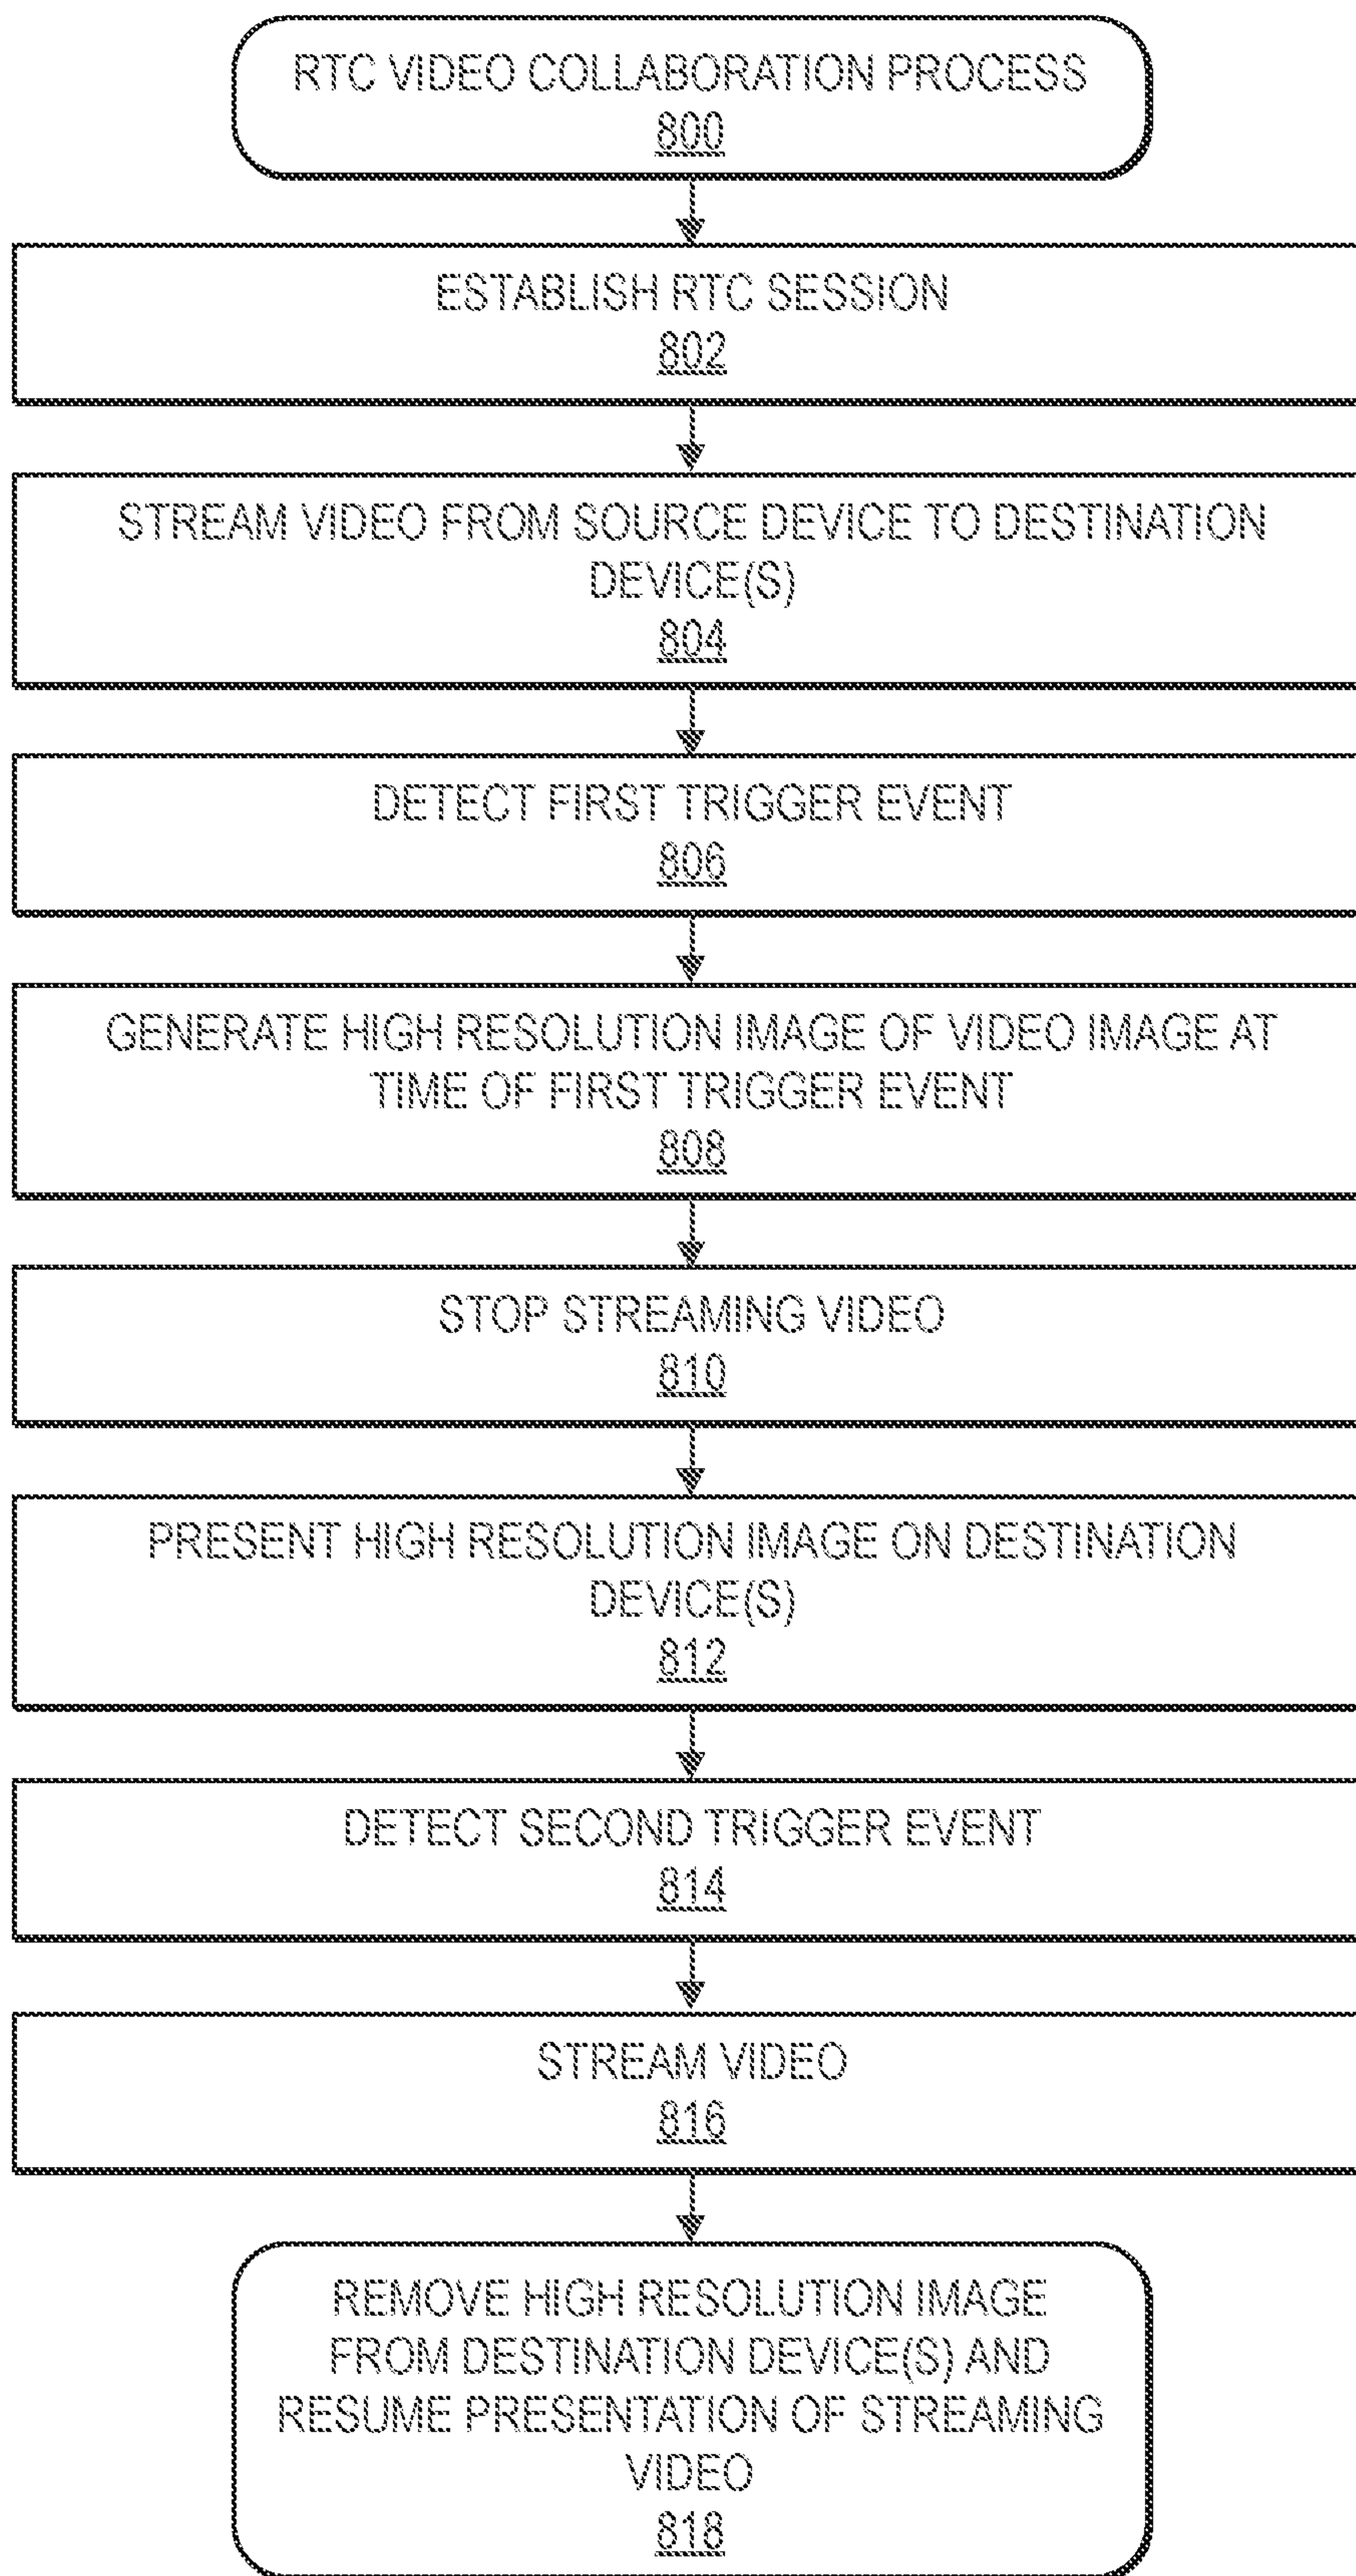 RTC VIDEO COLLABORATION PROCESS
800
ESTABLISH RTC SESSION
802
STREAM VIDEO FROM SOURCE DEVICE TO DESTINATION
DEVICE(S)
804
DETECT FIRST TRIGGER EVENT
806
GENERATE HIGH RESOLUTION IMAGE OF VIDEO IMAGE AT
TIME OF FIRST TRIGGER EVENT
808
STOP STREAMING VIDEO
810
PRESENT HIGH RESOLUTION IMAGE ON DESTINATION
DEVICE(S)
812
DETECT SECOND TRIGGER EVENT
814
STREAM VIDEO
816
REMOVE HIGH RESOLUTION IMAGE
FROM DESTINATION DEVICE(S) AND
RESUME PRESENTATION OF STREAMING
VIDEO
818